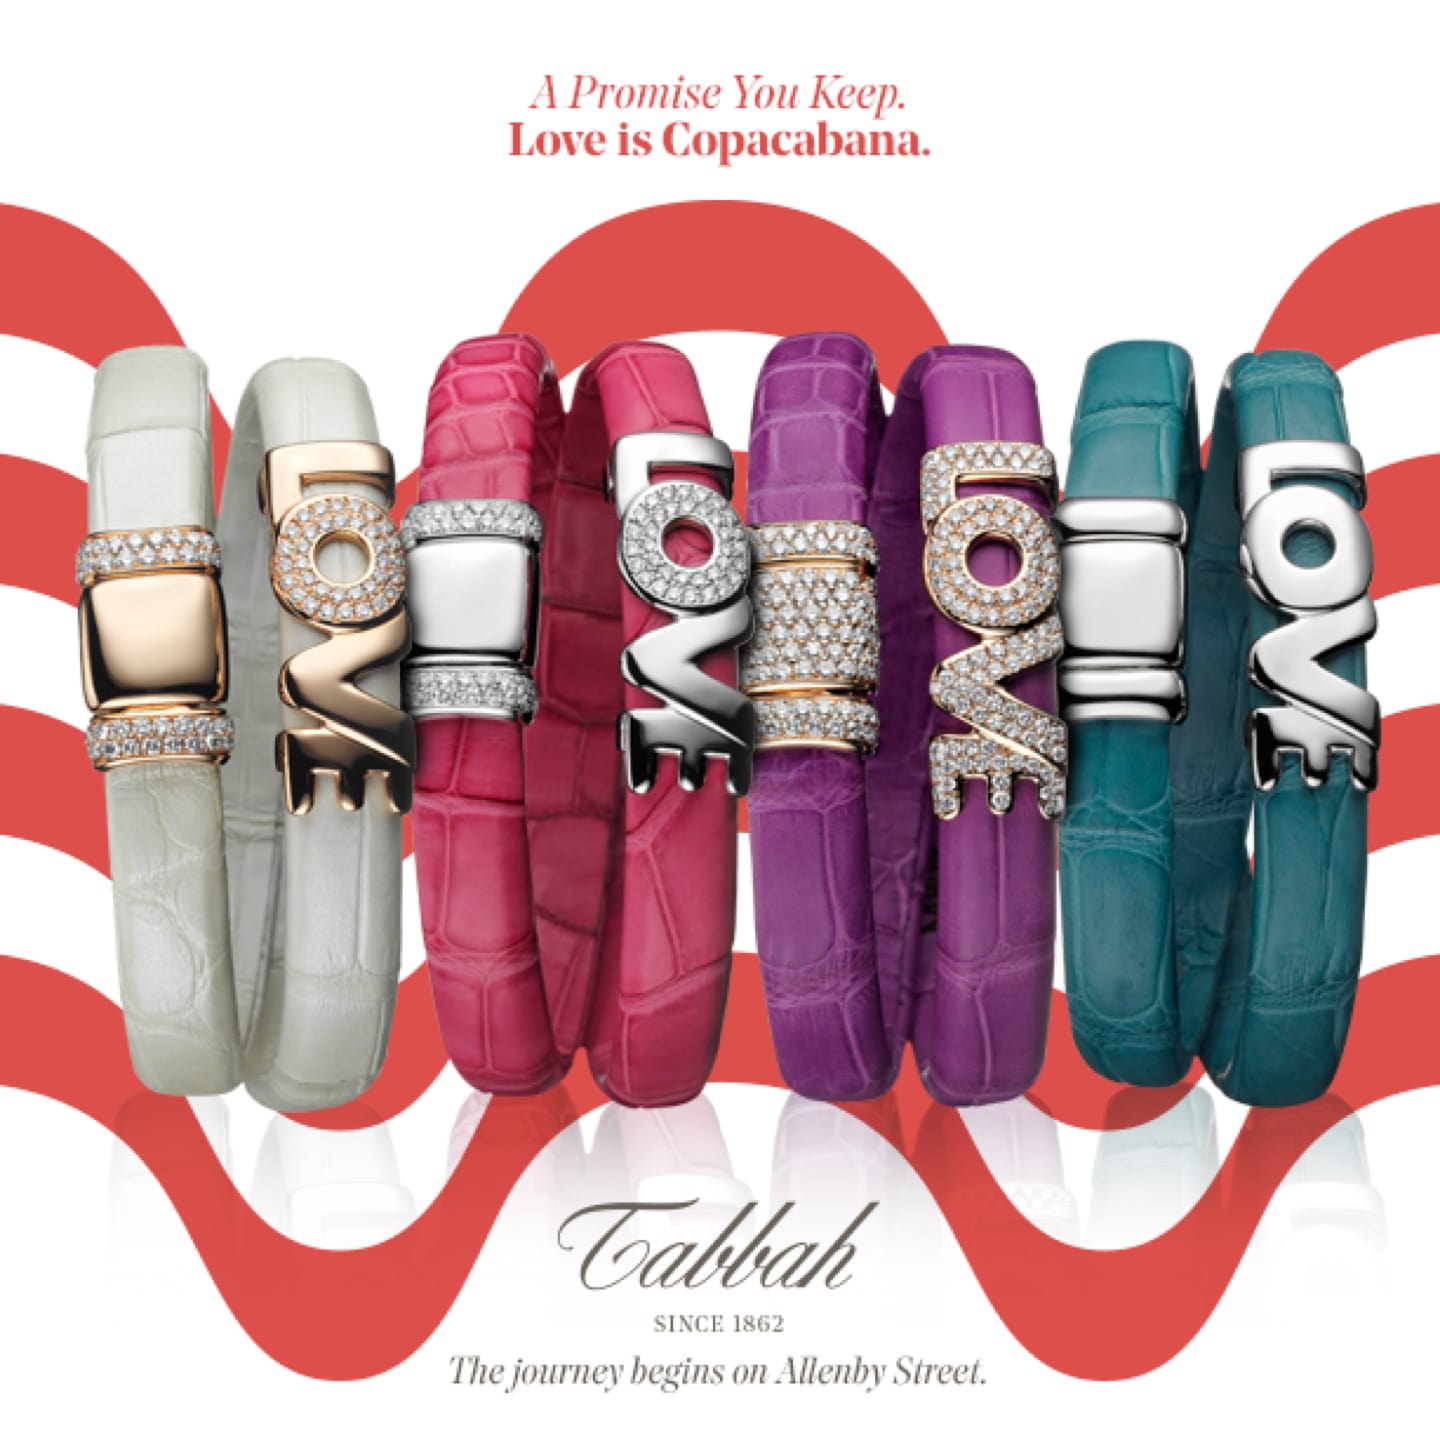 A Promise You Keep.
Love is Copacabana.
LOVE
LOVE
LOVE
LOVE
Tabbah
SINCE 1862
The journey begins on Allenby Street.